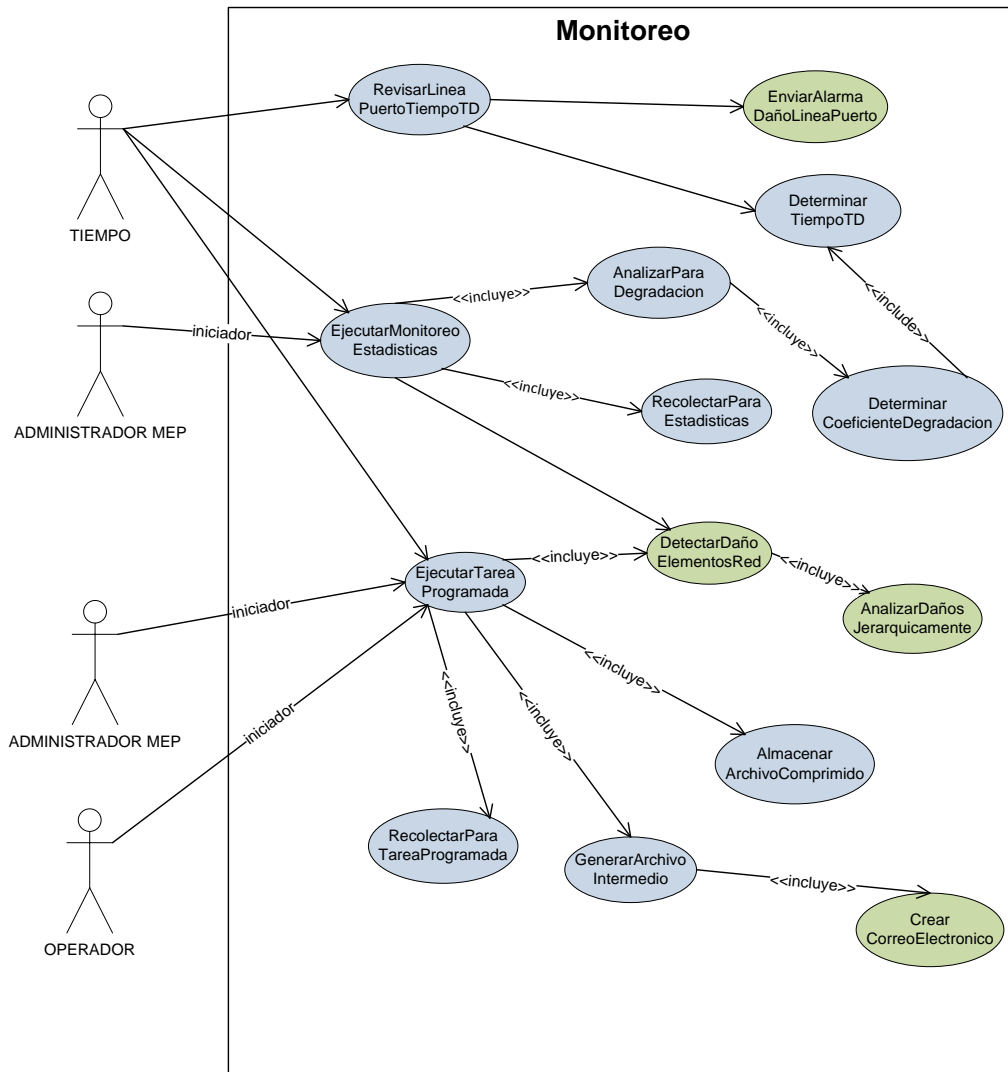 Monitoreo
RevisarLinea
PuertoTiempoTD
EnviarAlarma
DañoLineaPuerto
TIEMPO
Determinar
TiempoTD
<<incluye>>
AnalizarPara
Degradacion
<<include>>
<<incluye>>
iniciador
EjecutarMonitoreo
Estadisticas
<<incluye>>
RecolectarPara
Estadisticas
Determinar
CoeficienteDegradacion
ADMINISTRADOR MEP
<<incluye>>
DetectarDaño
ElementosRed
EjecutarTarea
Programada
<<incluye>>
AnalizarDaños
Jerarquicamente
iniciador
ADMINISTRADOR MEP
iniciador
<<incluye>>
<<incluye>>
<<incluye>>
Almacenar
ArchivoComprimido
RecolectarPara
TareaProgramada
GenerarArchivo
Intermedio
<<incluye>>
Crear
CorreoElectronico
OPERADOR